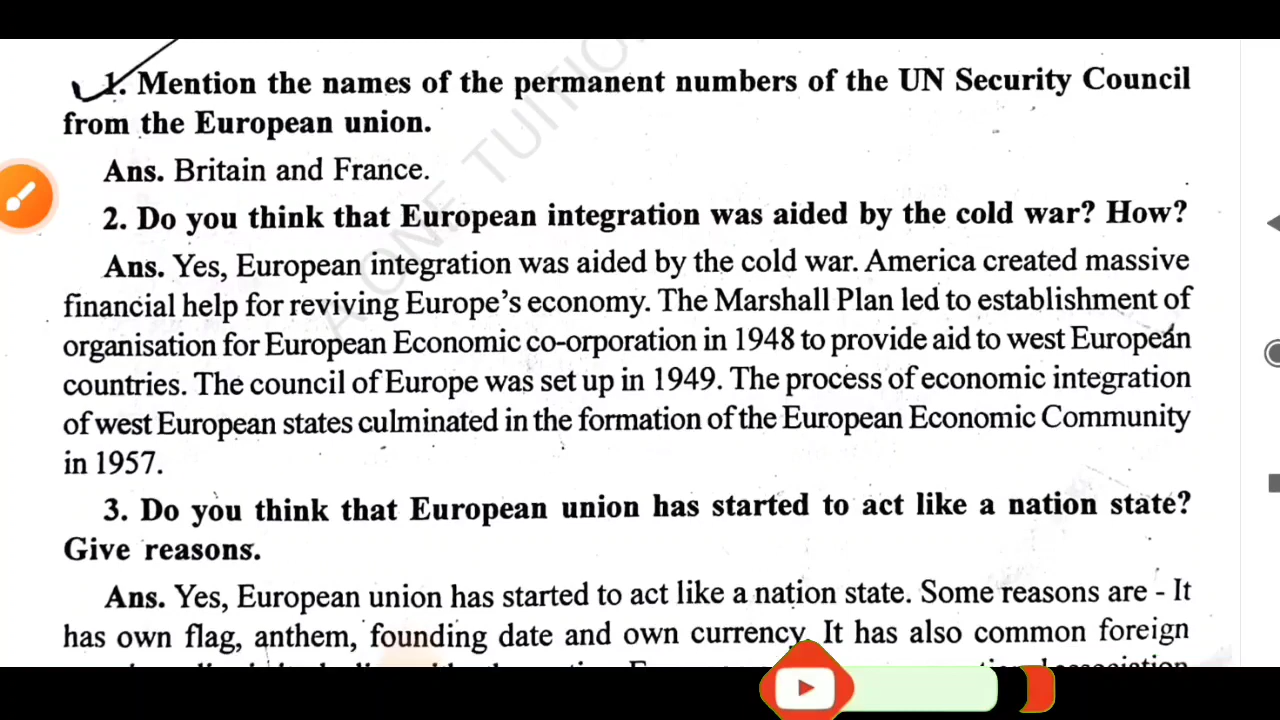 1. Mention the names of the permanent numbers of the UN Security Council
from the European union.
Ans. Britain and France.
2. Do you think that European integration was aided by the cold war? How?
Ans. Yes, European integration was aided by the cold war. America created massive
financial help for reviving Europe's economy. The Marshall Plan led to establishment of
organisation for European Economic co-orporation in 1948 to provide aid to west European
countries. The council of Europe was set up in 1949. The process of economic integration
of west European states culminated in the formation of the European Economic Community
in 1957.
3. Do you think that European union has started to act like a nation state?
Give reasons.
Ans. Yes, European union has started to act like a nation state. Some reasons are - It
has own flag, anthem, founding date and own currency. It has also common foreign
A ONE TUITION